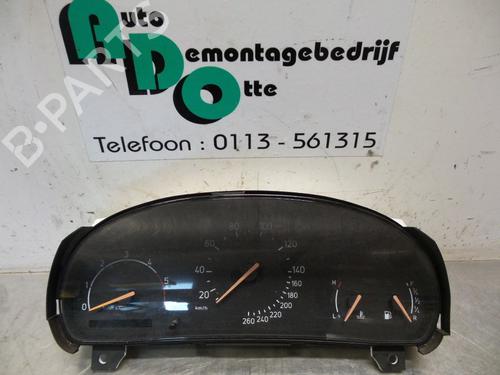 Auto
Demontagebedrijf
Otte
Telefoon : 0113 - 561315
B-PARTS
80 100
60 120
40 140
20 160
180
200
260 240 220
km/h
0 1 2 3 4 5
H
L
R